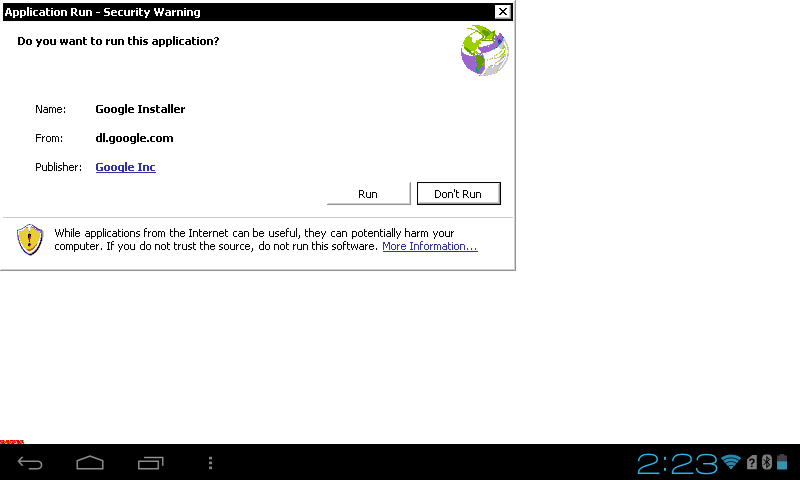 Application Run - Security Warning
Do you want to run this application?
Name: Google Installer
From: dl.google.com
Publisher: Google Inc
Run Don't Run
While applications from the Internet can be useful, they can potentially harm your
computer. If you do not trust the source, do not run this software. More Information...
2:23